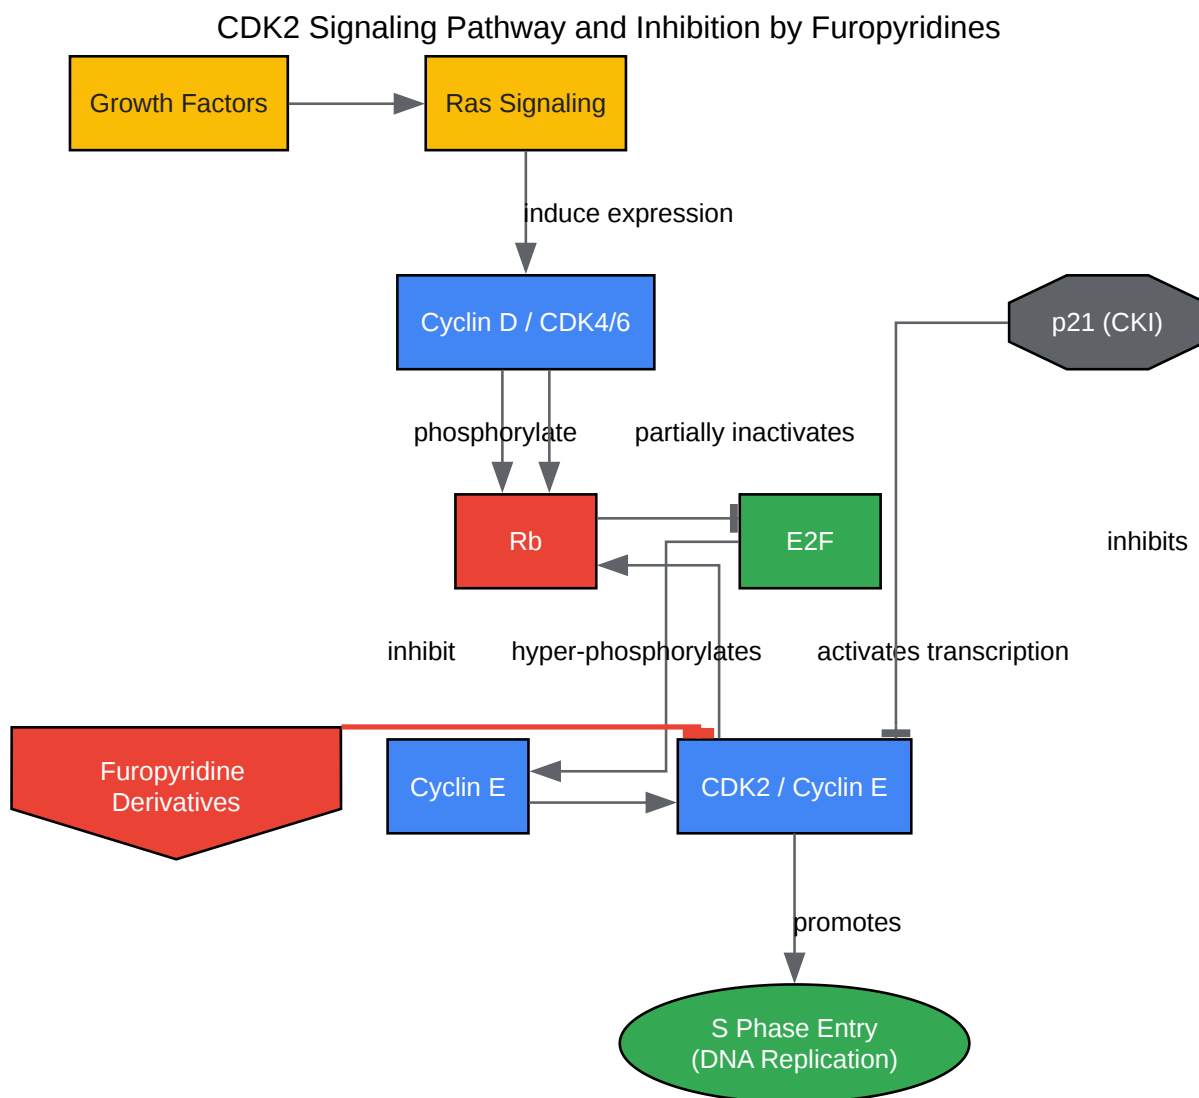 CDK2 Signaling Pathway and Inhibition by Furopyridines
Growth Factors
Ras Signaling
induce expression
Cyclin D / CDK4/6
p21 (CKI)
phosphorylate
partially inactivates
Rb
E2F
inhibits
inhibit
hyper-phosphorylates
activates transcription
Furopyridine
Derivatives
Cyclin E
CDK2 / Cyclin E
promotes
S Phase Entry
(DNA Replication)